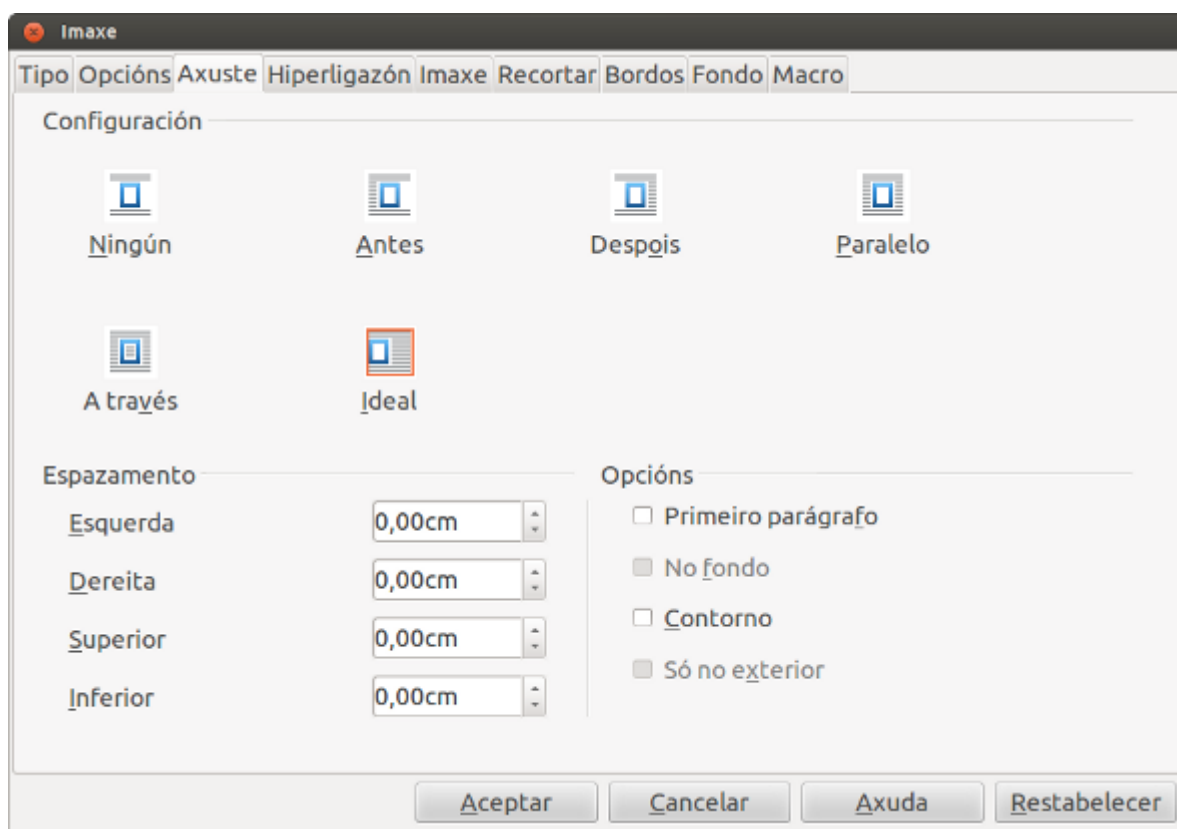 Imaxe
Tipo Opcións Axuste Hiperligazón Imaxe Recortar Bordos Fondo Macro
Configuración
Ningún Antes Despois Paralelo
A través Ideal
Espazamento Opcións
Esquerda 0,00cm Primeiro parágrafo
Dereita 0,00cm No fondo
Superior 0,00cm Contorno
Inferior 0,00cm Só no exterior
Aceptar Cancelar Axuda Restabelecer